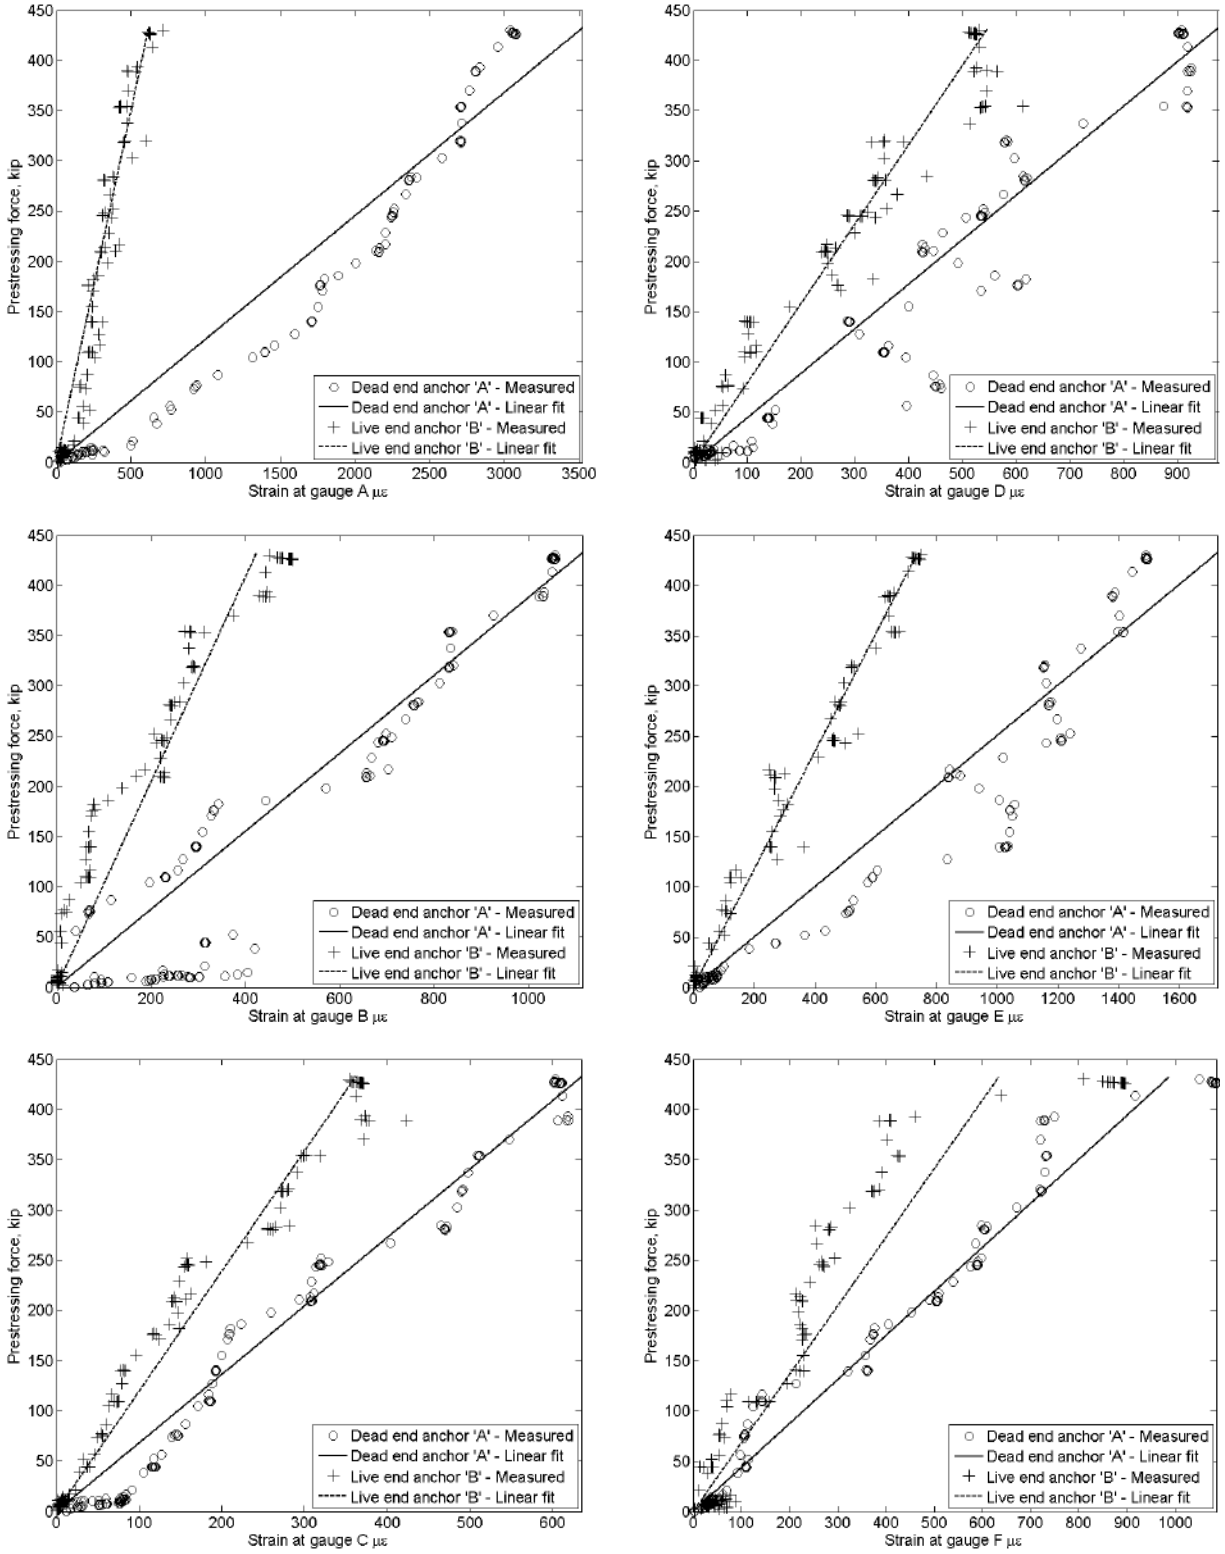 450
400
350
300
250
200
150
100
50
0
Prestressing force, kip
Dead end anchor 'A' - Measured
Dead end anchor 'A' - Linear fit
Live end anchor 'B' - Measured
Live end anchor 'B' - Linear fit
0 500 1000 1500 2000 2500 3000 3500
Strain at gauge A με
450
400
350
300
250
200
150
100
50
0
Prestressing force, kip
Dead end anchor 'A' - Measured
Dead end anchor 'A' - Linear fit
Live end anchor 'B' - Measured
Live end anchor 'B' - Linear fit
0 100 200 300 400 500 600 700 800 900
Strain at gauge D με
450
400
350
300
250
200
150
100
50
0
Prestressing force, kip
Dead end anchor 'A' - Measured
Dead end anchor 'A' - Linear fit
Live end anchor 'B' - Measured
Live end anchor 'B' - Linear fit
0 200 400 600 800 1000
Strain at gauge B με
450
400
350
300
250
200
150
100
50
0
Prestressing force, kip
Dead end anchor 'A' - Measured
Dead end anchor 'A' - Linear fit
Live end anchor 'B' - Measured
Live end anchor 'B' - Linear fit
0 200 400 600 800 1000 1200 1400 1600
Strain at gauge E με
450
400
350
300
250
200
150
100
50
0
Prestressing force, kip
Dead end anchor 'A' - Measured
Dead end anchor 'A' - Linear fit
Live end anchor 'B' - Measured
Live end anchor 'B' - Linear fit
0 100 200 300 400 500 600
Strain at gauge C με
450
400
350
300
250
200
150
100
50
0
Prestressing force, kip
Dead end anchor 'A' - Measured
Dead end anchor 'A' - Linear fit
Live end anchor 'B' - Measured
Live end anchor 'B' - Linear fit
0 100 200 300 400 500 600 700 800 900 1000
Strain at gauge F με